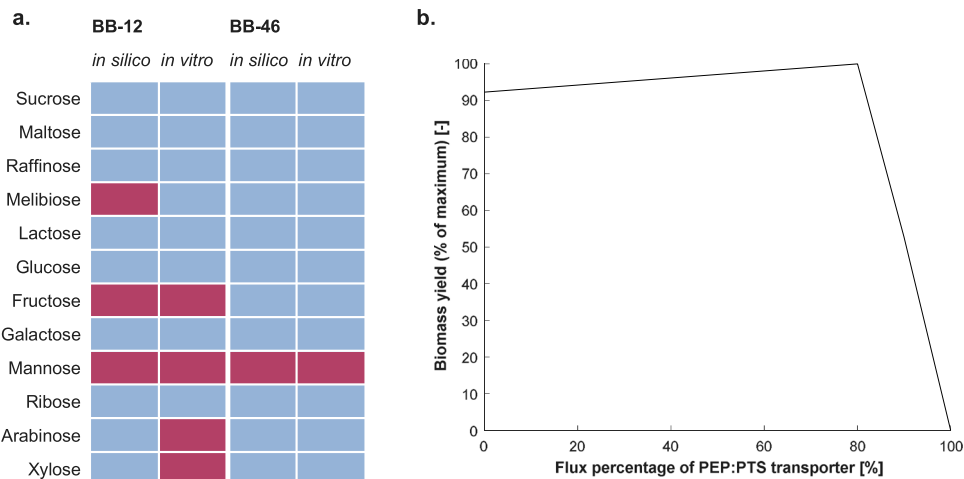 a.
BB-12 BB-46
in silico in vitro in silico in vitro
Sucrose
Maltose
Raffinose
Melibiose
Lactose
Glucose
Fructose
Galactose
Mannose
Ribose
Arabinose
Xylose
b.
Biomass yield (% of maximum) [-]
100
90
80
70
60
50
40
30
20
10
0
0 20 40 60 80 100
Flux percentage of PEP:PTS transporter [%]